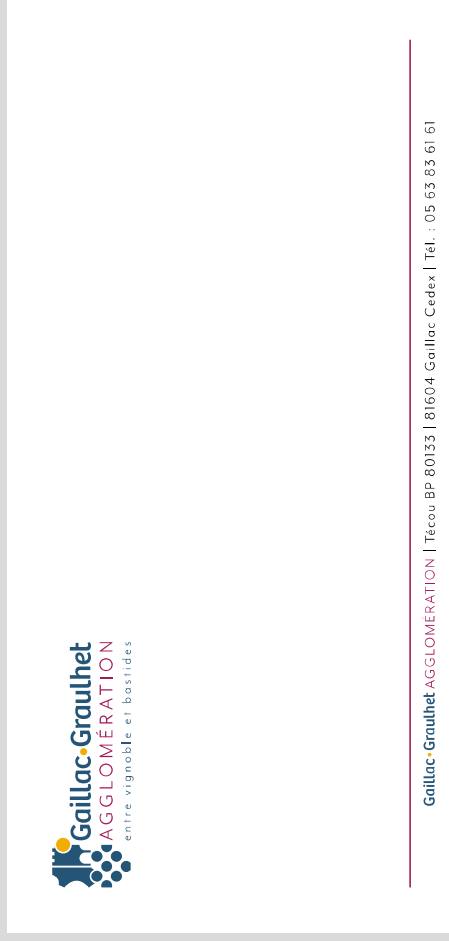 Gaillac•Graulhet
AGGLOMÉRATION
entre vignoble et bastides
Gaillac•Graulhet AGGLOMERATION | Técou BP 80133 | 81604 Gaillac Cedex | Tél. : 05 63 83 61 61